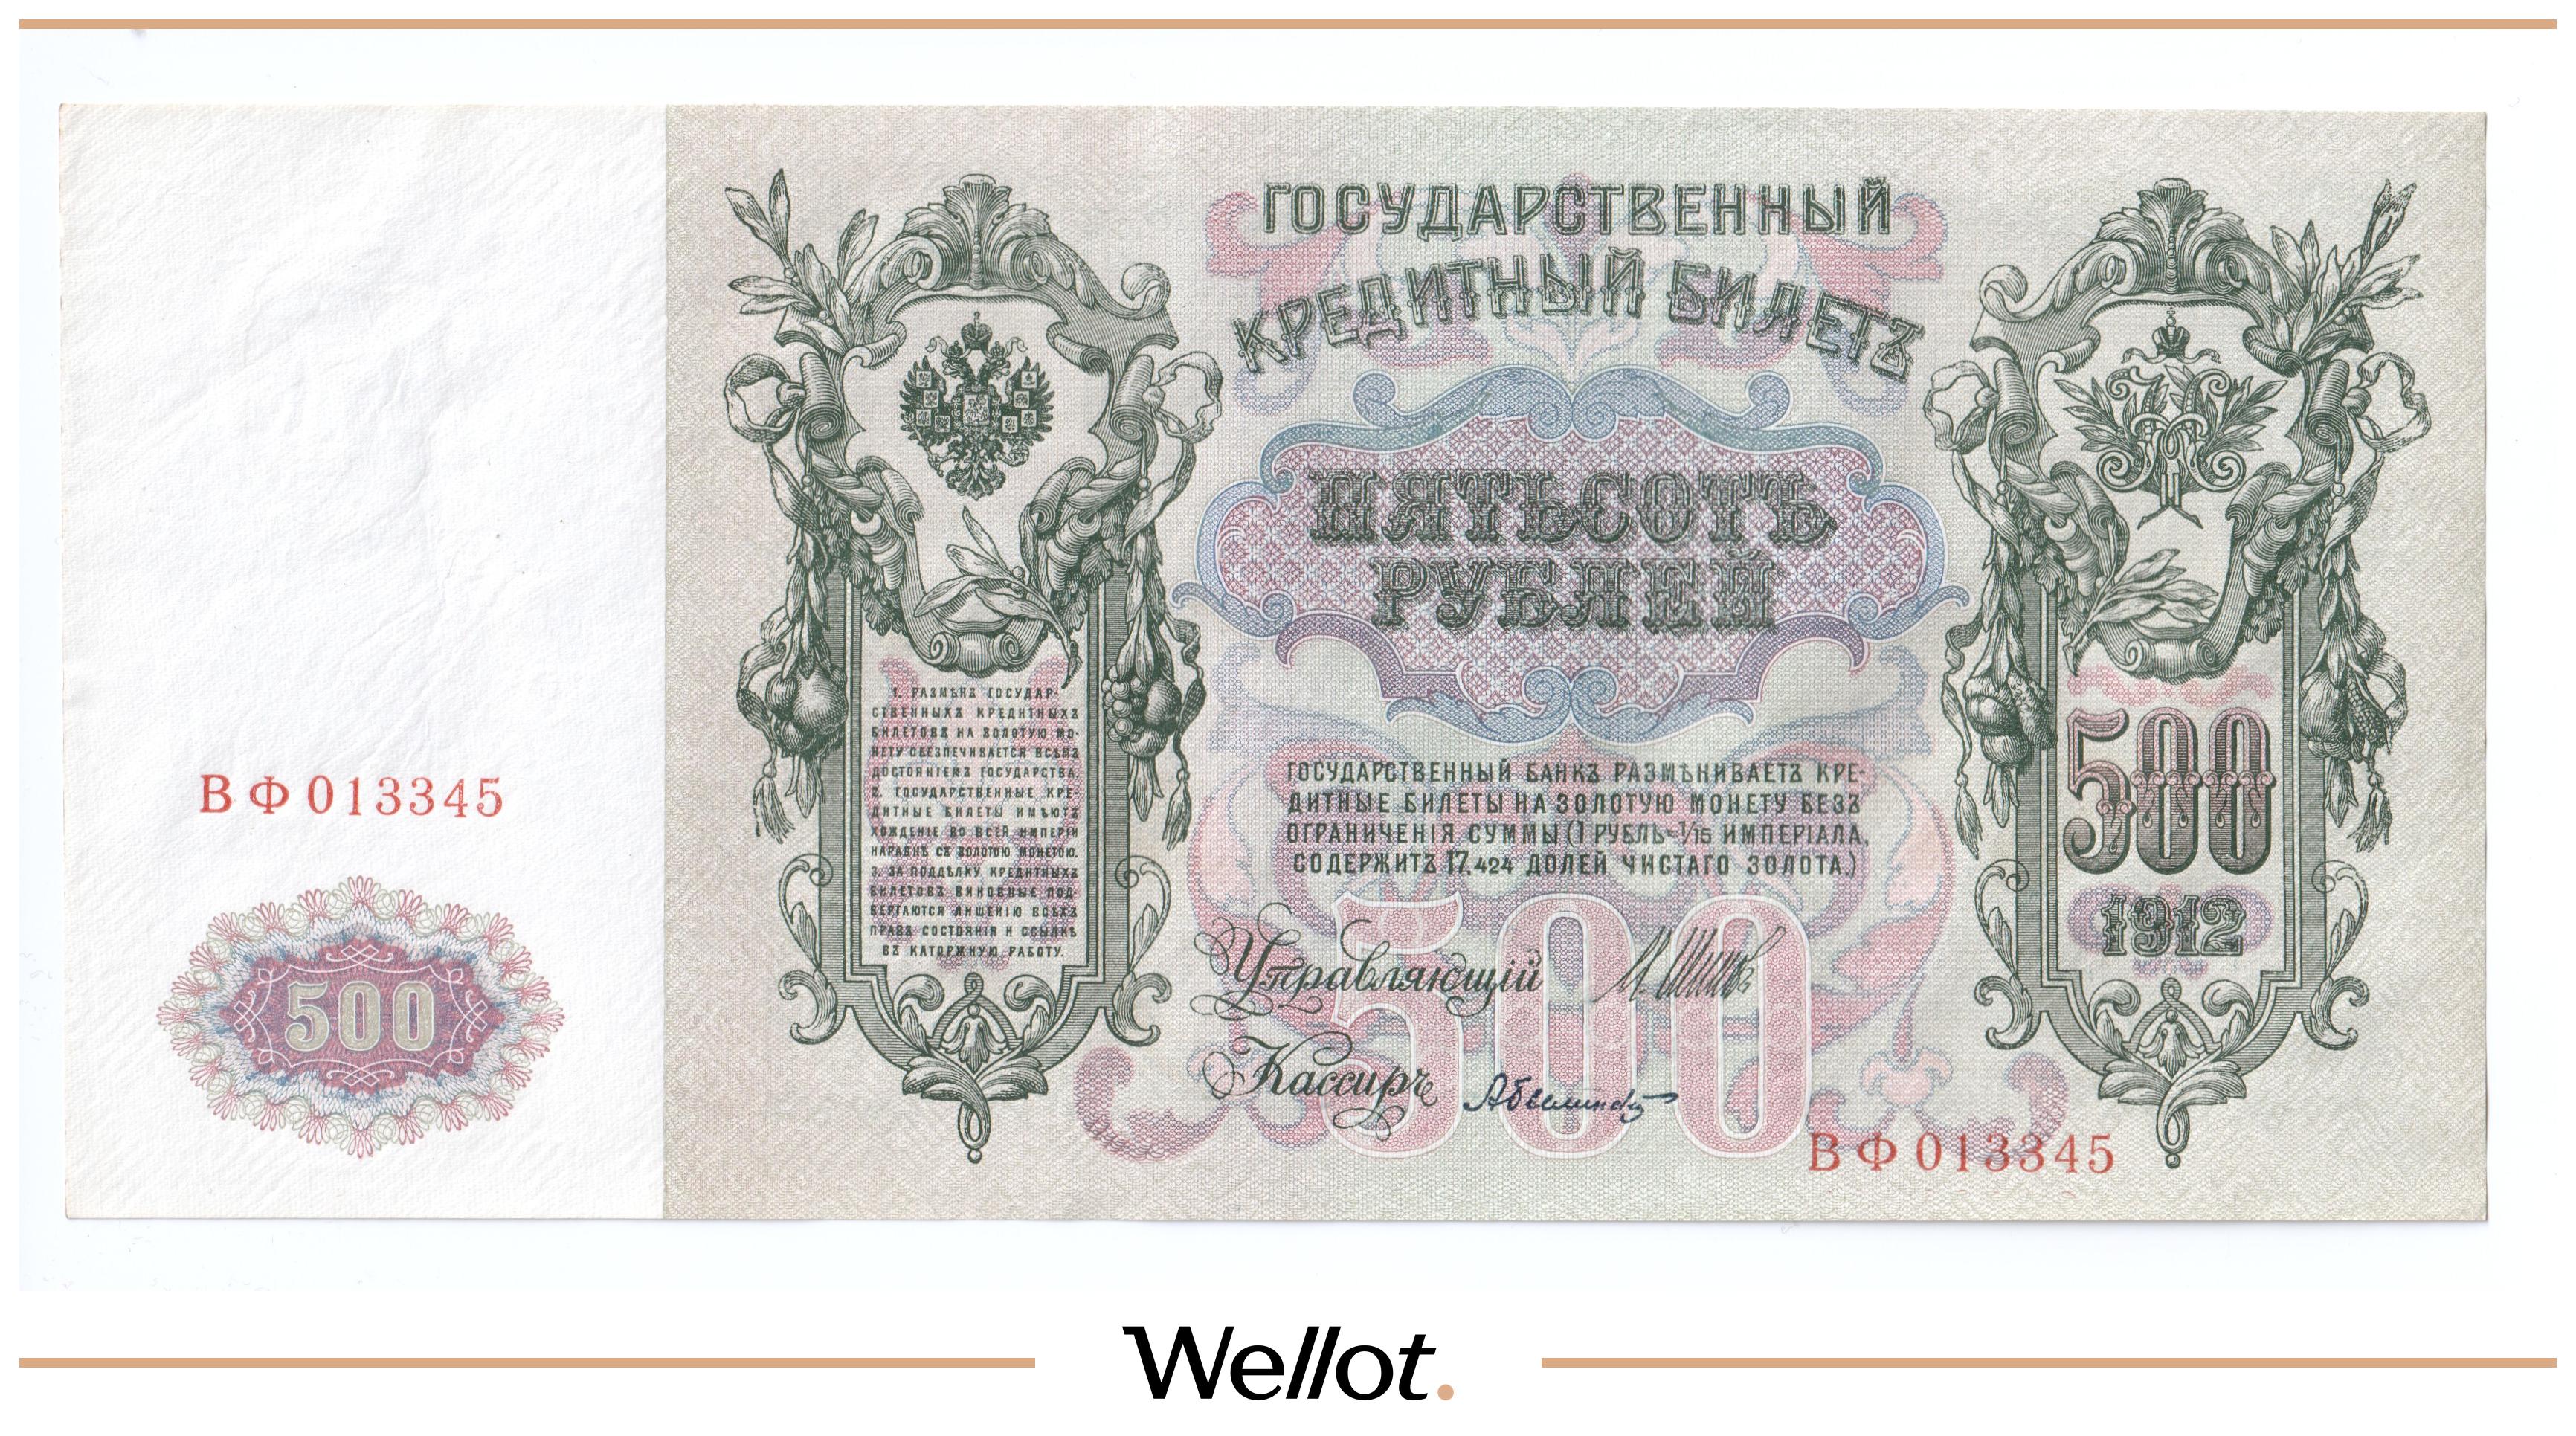 ГОСУДАРСТВЕННЫЙ
КРЕДИТНЫЙ БИЛЕТЪ
ПЯТЬСОТЪ
РУБЛЕЙ
1. РАЗМѢНЪ ГОСУДАР-
СТВЕННЫХЪ КРЕДИТНЫХЪ
БИЛЕТОВЪ НА ЗОЛОТУЮ МО-
НЕТУ ОБЕЗПЕЧИВАЕТСЯ ВСѢМЪ
ДОСТОЯНІЕМЪ ГОСУДАРСТВА.
2. ГОСУДАРСТВЕННЫЕ КРЕ-
ДИТНЫЕ БИЛЕТЫ ИМѢЮТЪ
ХОЖДЕНІЕ ВО ВСЕЙ ИМПЕРІИ
НАРАВНѢ СЪ ЗОЛОТОЮ МОНЕТОЮ.
3. ЗА ПОДДѢЛКУ КРЕДИТНЫХЪ
БИЛЕТОВЪ ВИНОВНЫЕ ПОД-
ВЕРГАЮТСЯ ЛИШЕНІЮ ВСѢХЪ
ПРАВЪ СОСТОЯНІЯ И ССЫЛКѢ
ВЪ КАТОРЖНУЮ РАБОТУ.
ГОСУДАРСТВЕННЫЙ БАНКЪ РАЗМѢНИВАЕТЪ КРЕ-
ДИТНЫЕ БИЛЕТЫ НА ЗОЛОТУЮ МОНЕТУ БЕЗЪ
ОГРАНИЧЕНІЯ СУММЫ (1 РУБЛЬ=1/15 ИМПЕРІАЛА,
СОДЕРЖИТЪ 17,424 ДОЛЕЙ ЧИСТАГО ЗОЛОТА.)
500
1912
ВФ013345
500
500
Управляющій
Кассиръ
ВФ013345
Wellot.